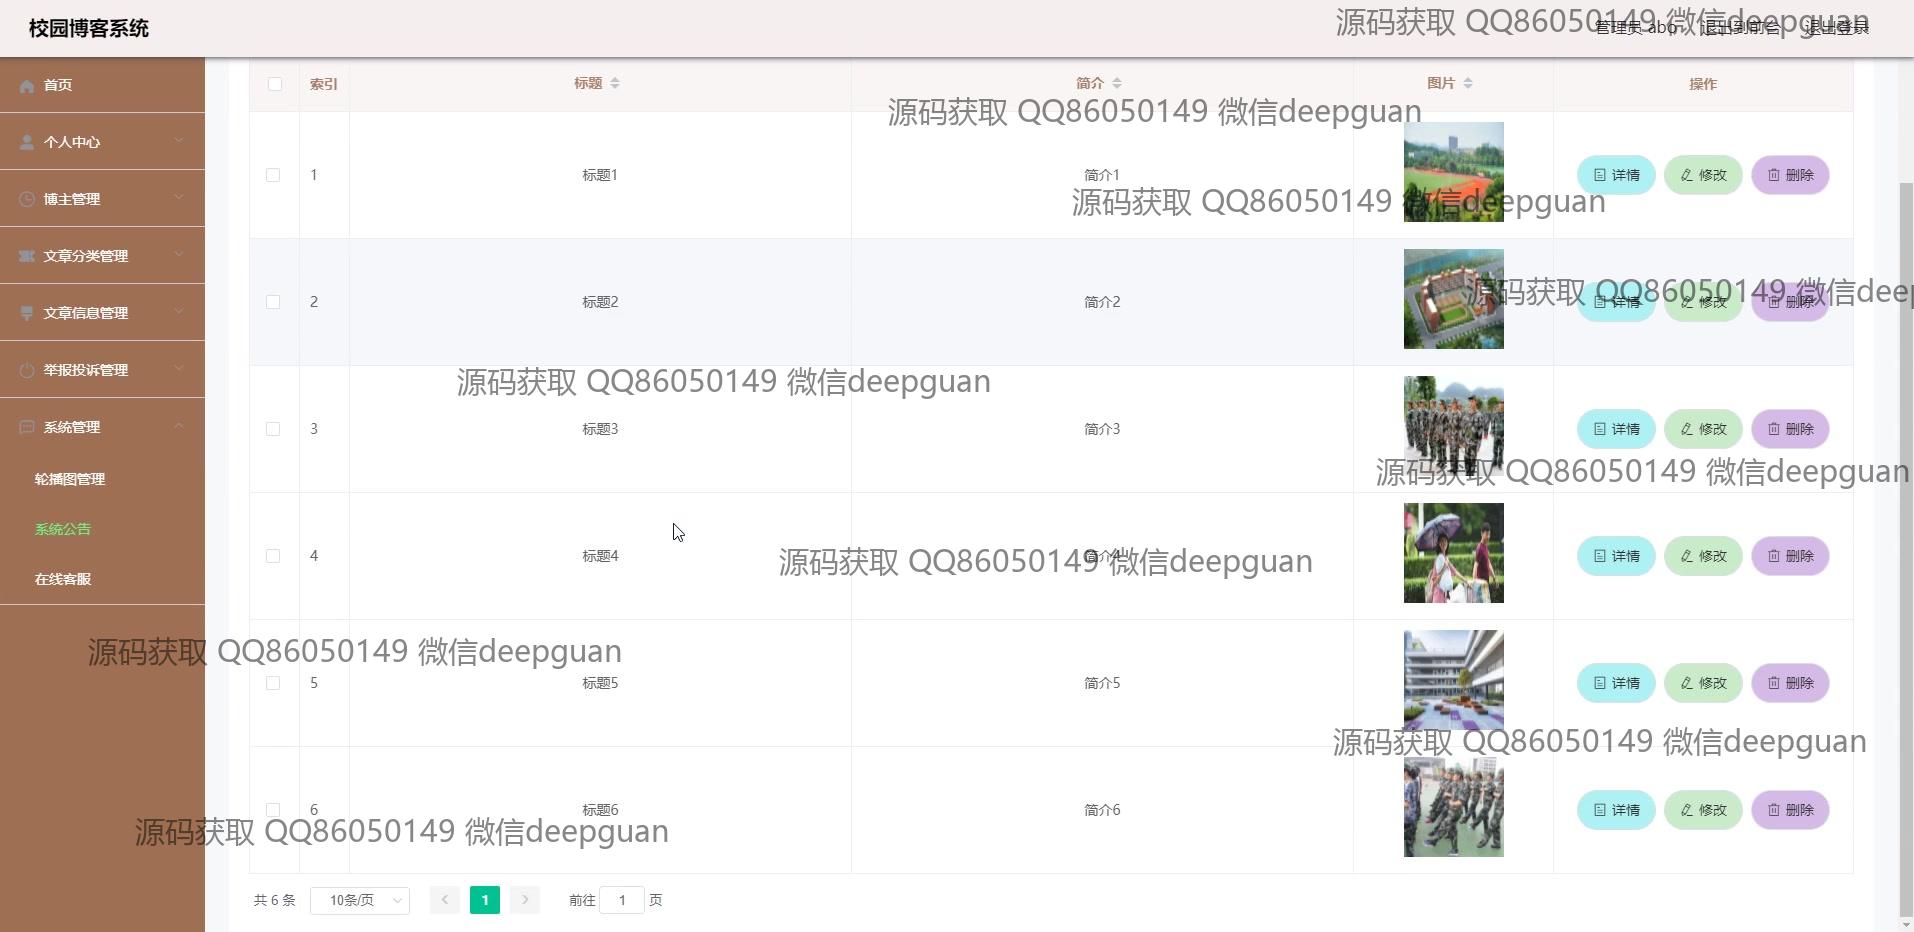 校园博客系统
管理员 abo 退出到前台 退出登录
源码获取 QQ86050149 微信deepguan
首页
个人中心
博主管理
文章分类管理
文章信息管理
举报投诉管理
系统管理
轮播图管理
系统公告
在线客服
索引 标题 简介 图片 操作
源码获取 QQ86050149 微信deepguan
1 标题1 简介1 详情 修改 删除
源码获取 QQ86050149 微信deepguan
2 标题2 简介2 详情 修改 删除
源码获取 QQ86050149 微信deep
源码获取 QQ86050149 微信deepguan
3 标题3 简介3 详情 修改 删除
源码获取 QQ86050149 微信deepguan
4 标题4 简介4 详情 修改 删除
源码获取 QQ86050149 微信deepguan
源码获取 QQ86050149 微信deepguan
5 标题5 简介5 详情 修改 删除
源码获取 QQ86050149 微信deepguan
6 标题6 简介6 详情 修改 删除
源码获取 QQ86050149 微信deepguan
共 6 条 10条/页 1 前往 1 页